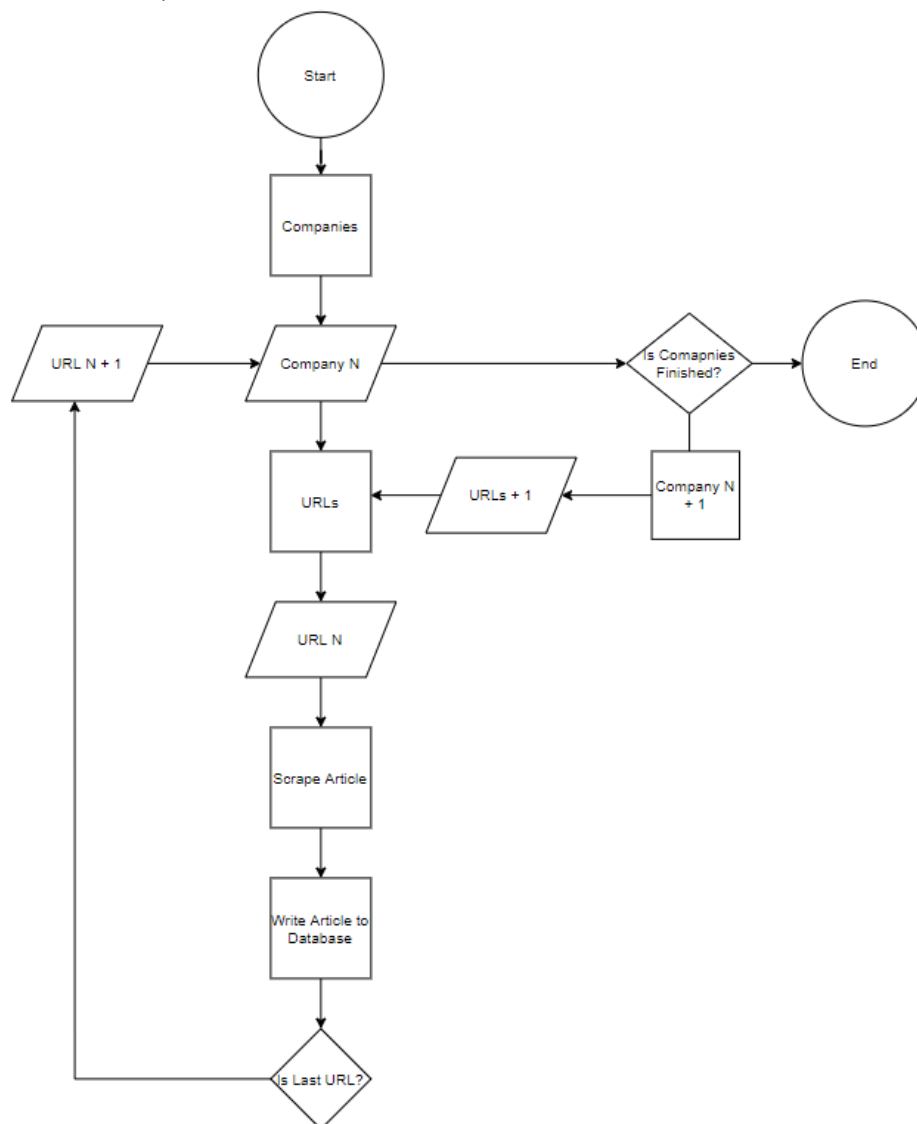 Start
Companies
URL N + 1
Company N
Is Comapnies
Finished?
End
URLs
URLs + 1
Company N
+ 1
URL N
Scrape Article
Write Article to
Database
Is Last URL?